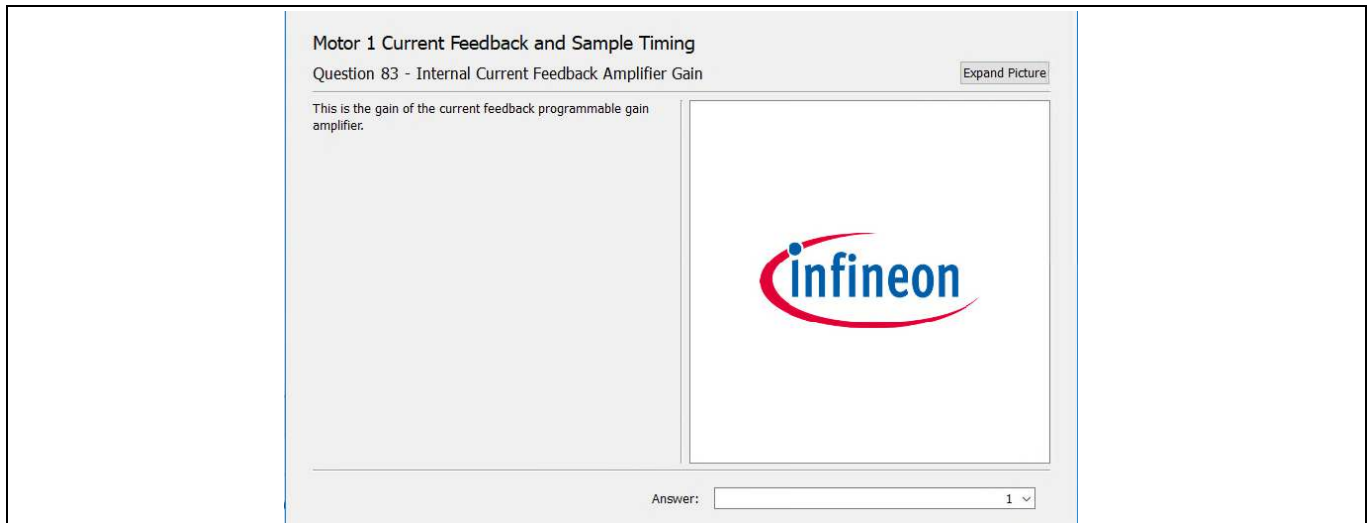 Motor 1 Current Feedback and Sample Timing
Question 83 - Internal Current Feedback Amplifier Gain
Expand Picture
This is the gain of the current feedback programmable gain
amplifier.
infineon
Answer:
1